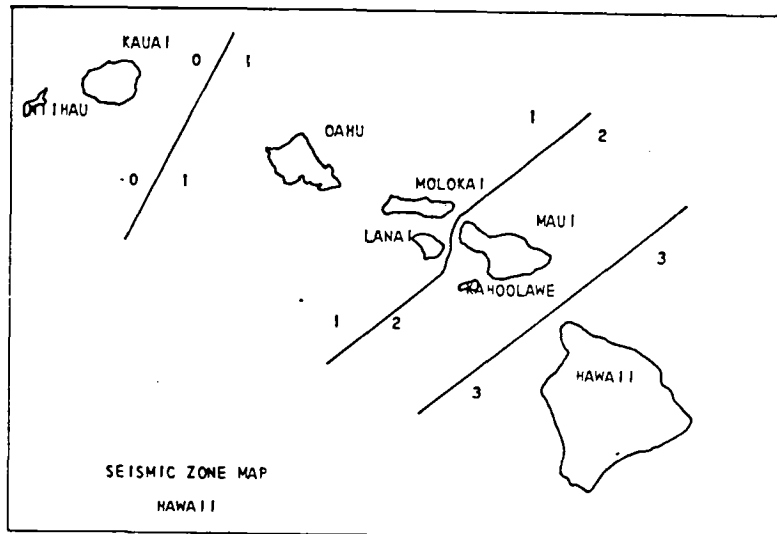 KAUAI
0 1
NIIHAU
OAHU
1 2
0 1
MOLOKAI
LANAI
MAUI
3
KAHOOLAWE
1 2
HAWAII
3
SEISMIC ZONE MAP
HAWAII